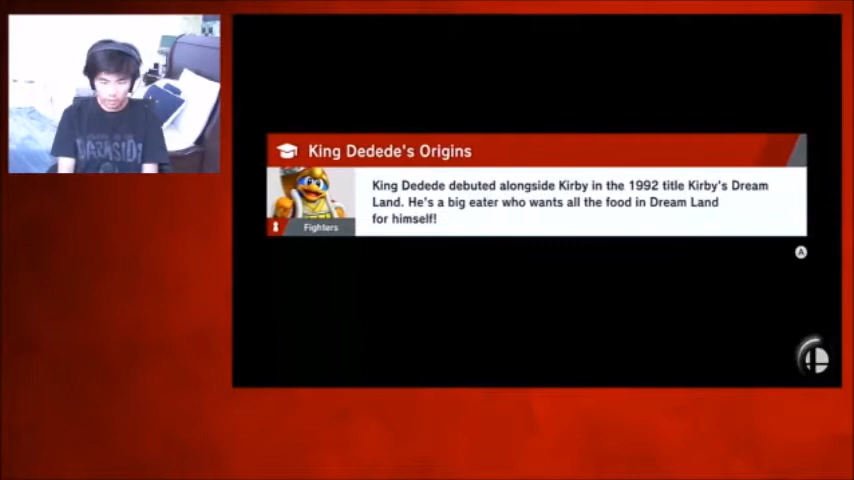 King Dedede's Origins
King Dedede debuted alongside Kirby in the 1992 title Kirby's Dream
Land. He's a big eater who wants all the food in Dream Land
for himself!
Fighters
A
DARKSIDE